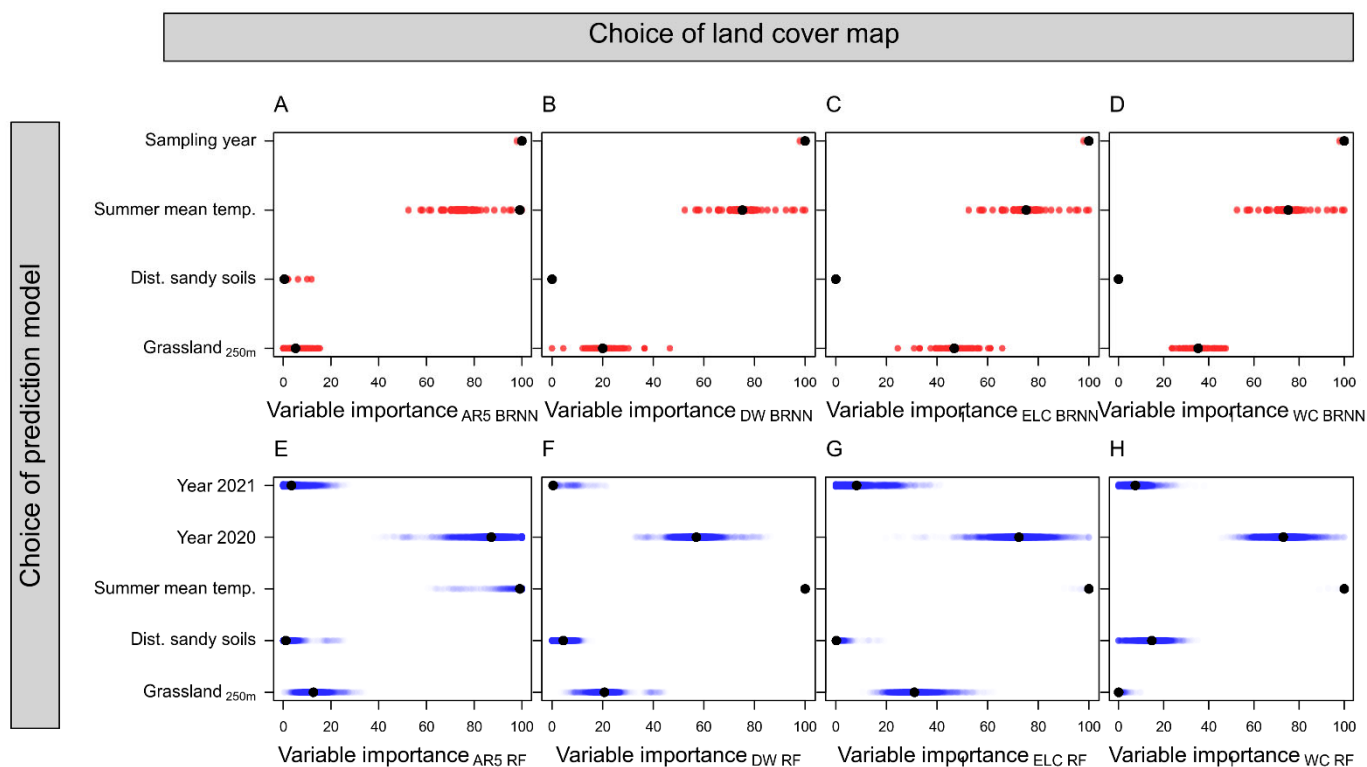 Choice of land cover map
Choice of prediction model
A B C D
Sampling year
Summer mean temp.
Dist. sandy soils
Grassland 250m
0 20 40 60 80 100 0 20 40 60 80 100 0 20 40 60 80 100 0 20 40 60 80 100
Variable importance AR5 BRNN Variable importance DW BRNN Variable importance ELC BRNN Variable importance WC BRNN
E F G H
Year 2021
Year 2020
Summer mean temp.
Dist. sandy soils
Grassland 250m
0 20 40 60 80 100 0 20 40 60 80 100 0 20 40 60 80 100 0 20 40 60 80 100
Variable importance AR5 RF Variable importance DW RF Variable importance ELC RF Variable importance WC RF